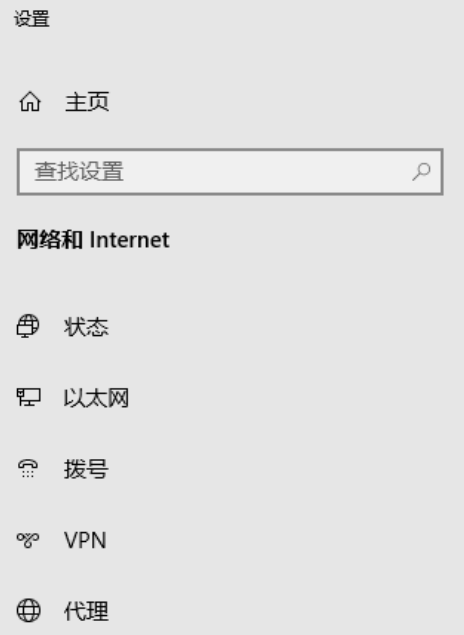 设置
主页
查找设置
网络和 Internet
状态
以太网
拨号
VPN
代理